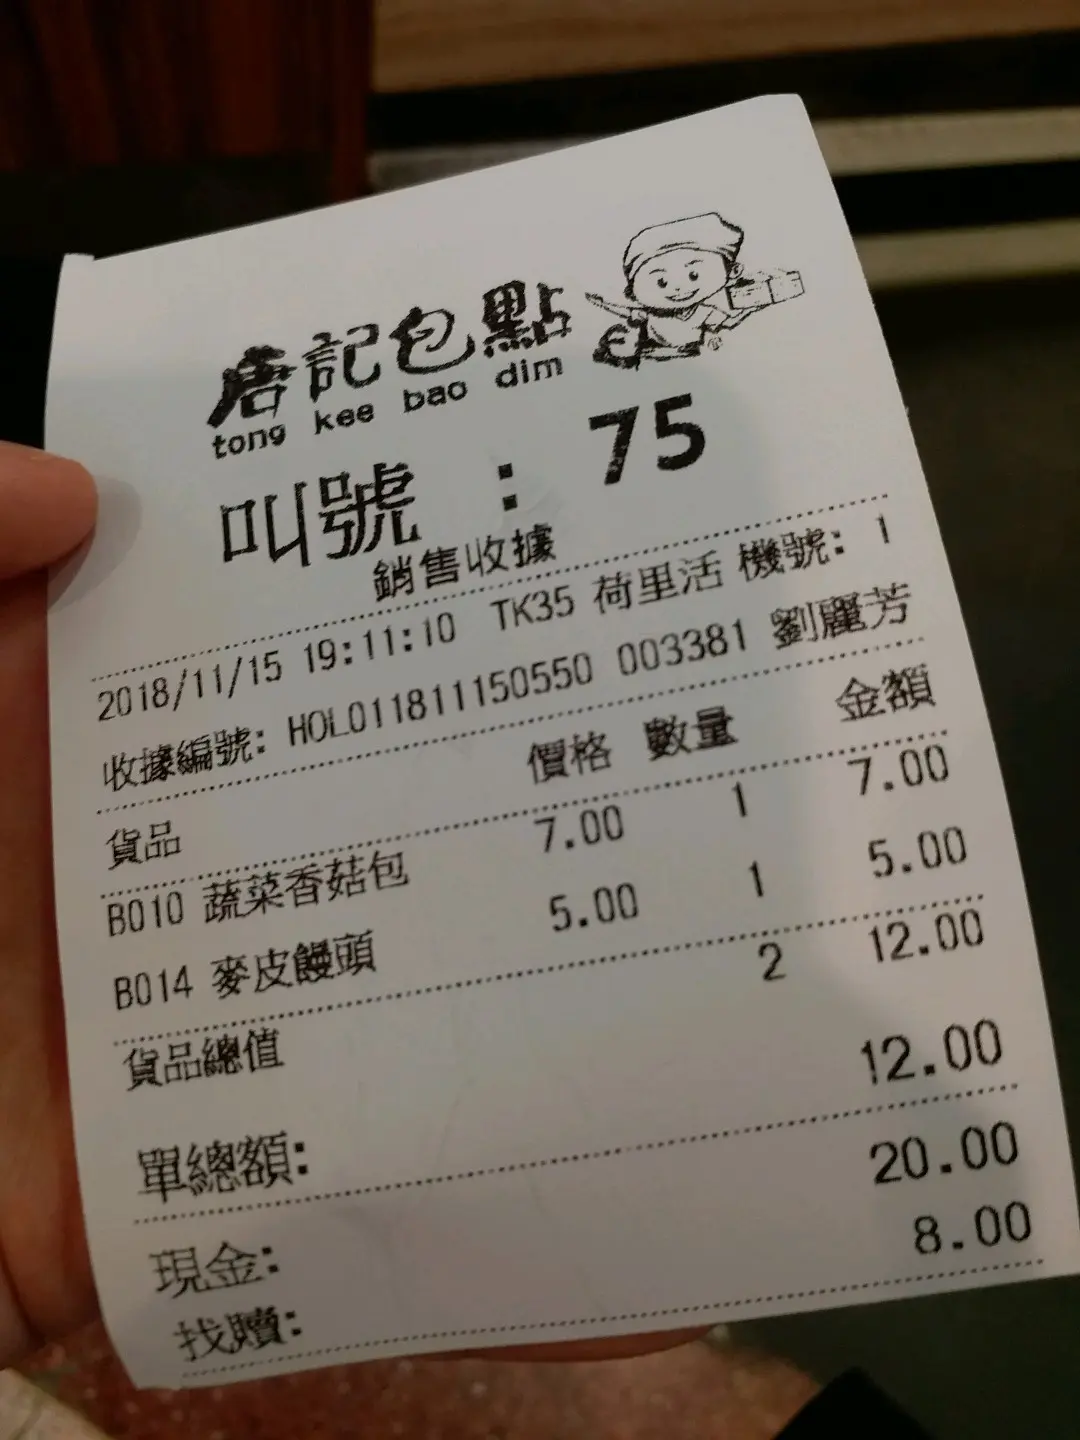 唐記包點
tong kee bao dim
叫號 : 75
銷售收據
2018/11/15 19:11:10 TK35 荷里活 機號: 1
收據編號: HOL011811150550 003381 劉麗芳
貨品 價格 數量 金額
B010 蔬菜香菇包 7.00 1 7.00
B014 麥皮饅頭 5.00 1 5.00
貨品總值 2 12.00
單總額: 12.00
現金: 20.00
找贖: 8.00